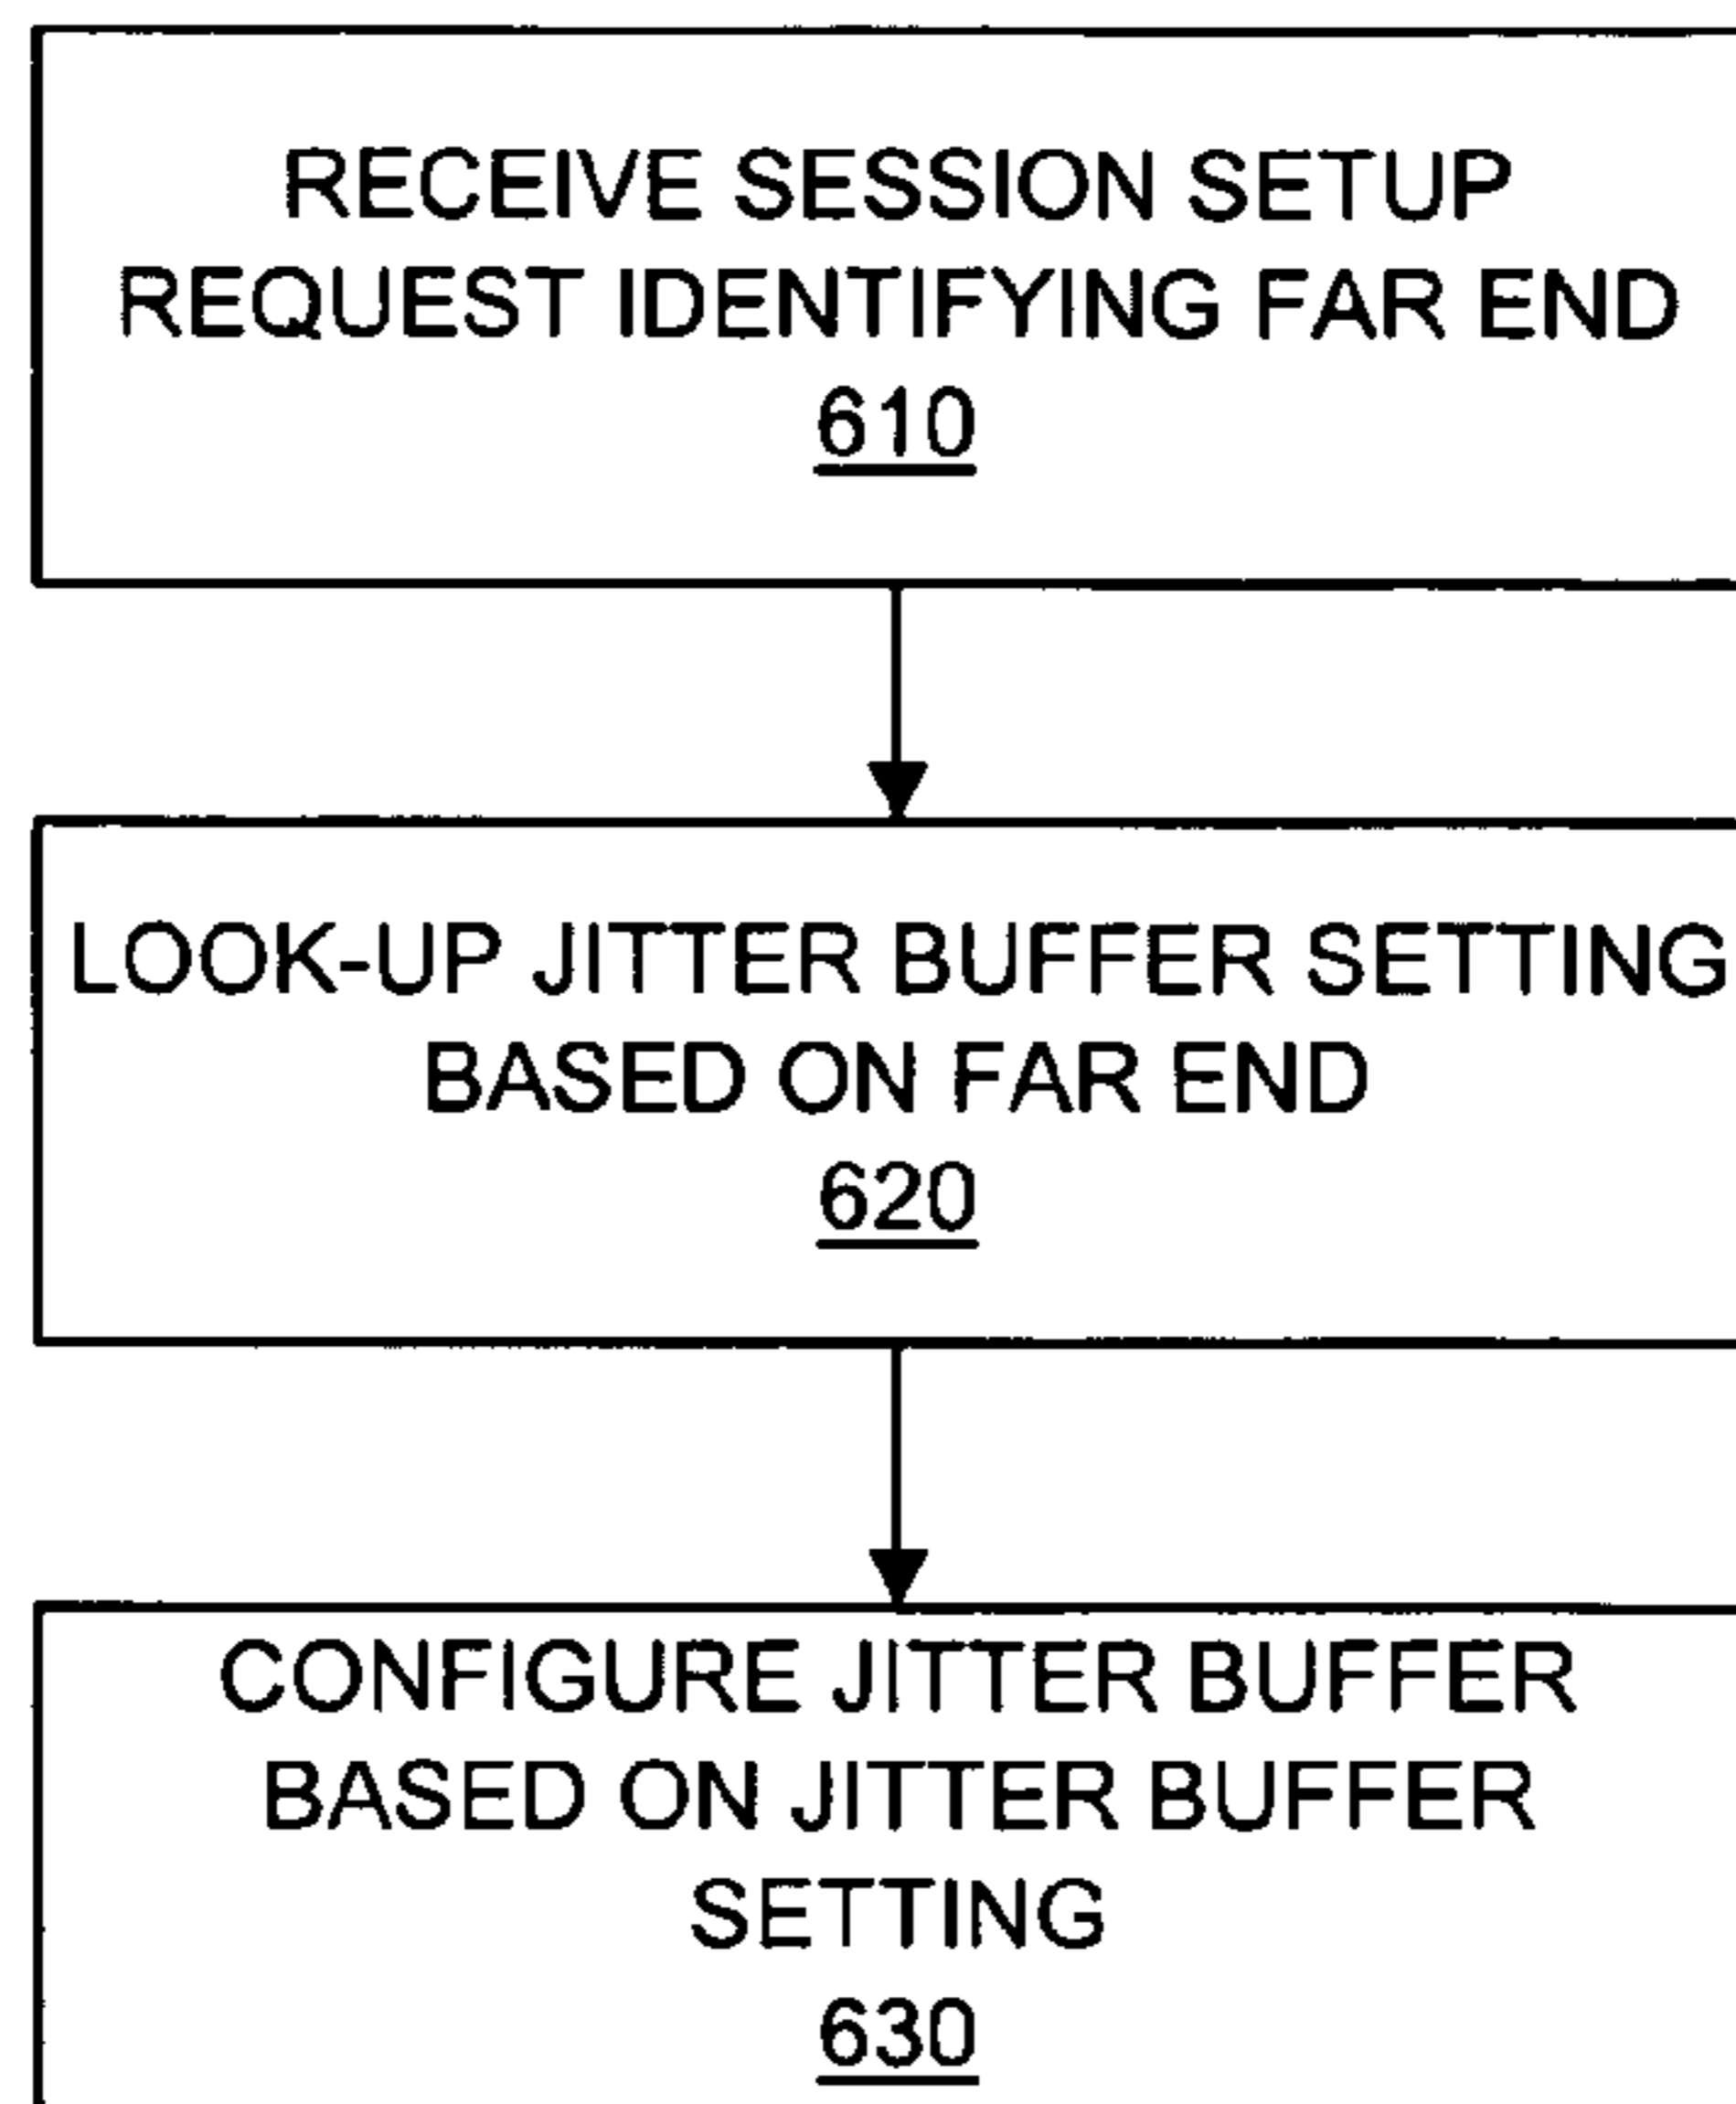 RECEIVE SESSION SETUP
REQUEST IDENTIFYING FAR END
610
LOOK-UP JITTER BUFFER SETTING
BASED ON FAR END
620
CONFIGURE JITTER BUFFER
BASED ON JITTER BUFFER
SETTING
630